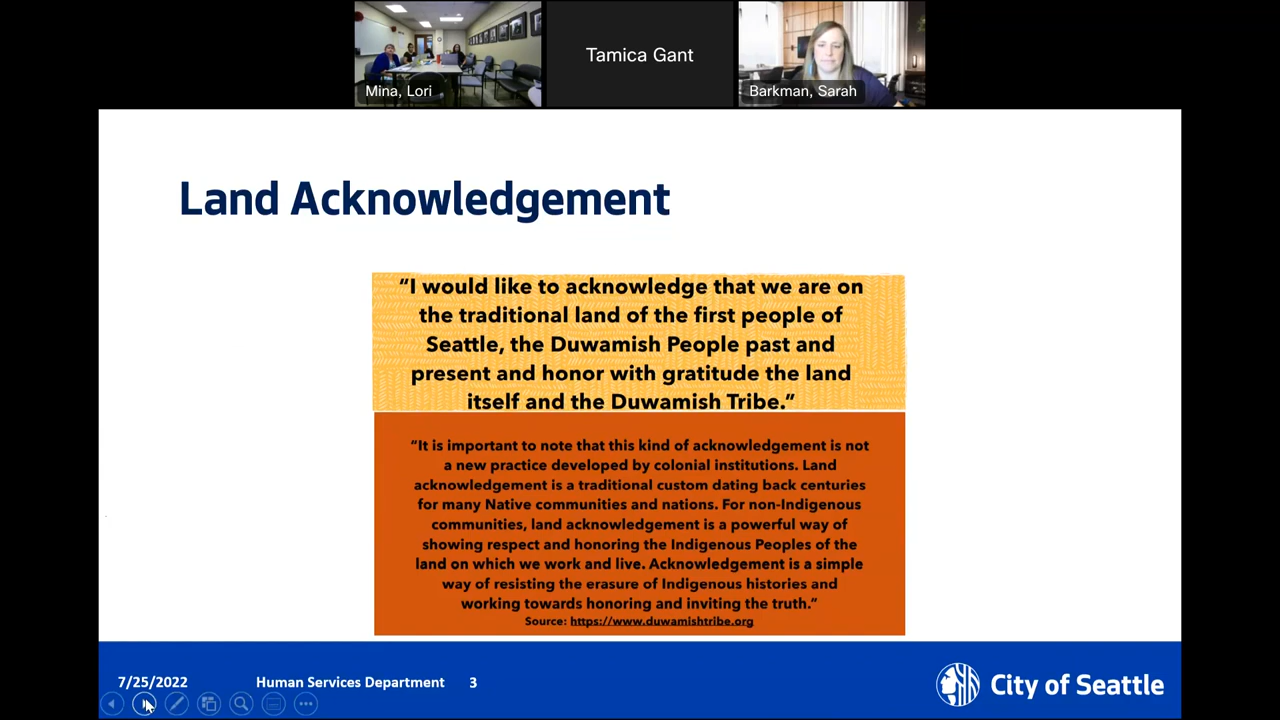 Mina, Lori
Tamica Gant
Barkman, Sarah
Land Acknowledgement
“I would like to acknowledge that we are on
the traditional land of the first people of
Seattle, the Duwamish People past and
present and honor with gratitude the land
itself and the Duwamish Tribe.”
“It is important to note that this kind of acknowledgement is not
a new practice developed by colonial institutions. Land
acknowledgement is a traditional custom dating back centuries
for many Native communities and nations. For non-Indigenous
communities, land acknowledgement is a powerful way of
showing respect and honoring the Indigenous Peoples of the
land on which we work and live. Acknowledgement is a simple
way of resisting the erasure of Indigenous histories and
working towards honoring and inviting the truth.”
Source: https://www.duwamishtribe.org
7/25/2022 Human Services Department 3
City of Seattle